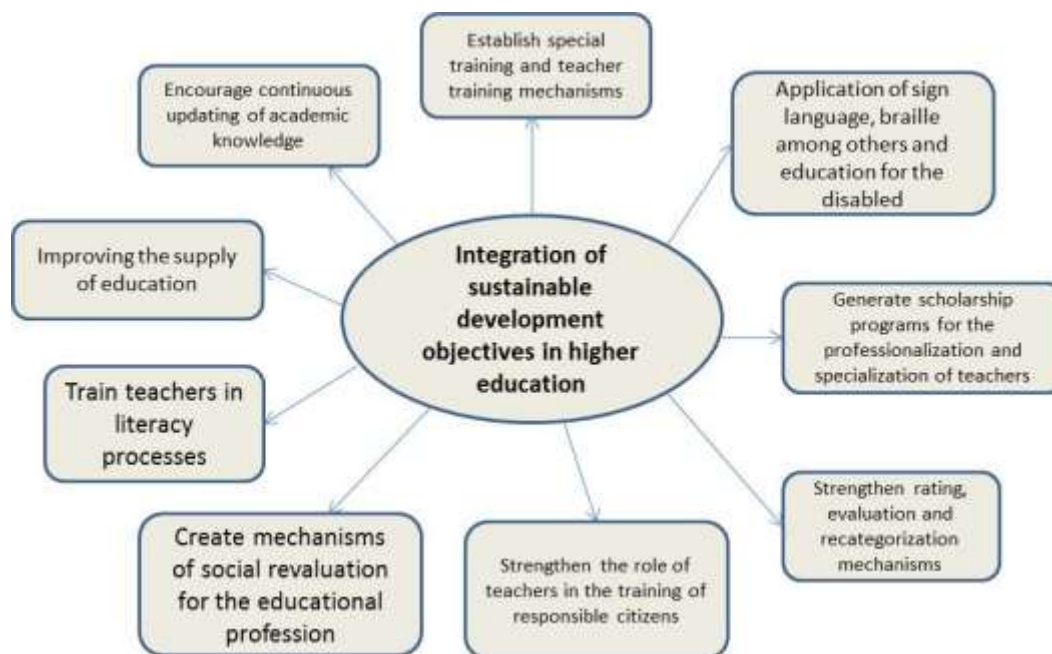 Establish special
training and teacher
training mechanisms
Encourage continuous
updating of academic
knowledge
Application of sign
language, braille
among others and
education for the
disabled
Improving the supply
of education
Integration of
sustainable
development
objectives in higher
education
Generate scholarship
programs for the
professionalization and
specialization of teachers
Train teachers in
literacy
processes
Strengthen rating,
evaluation and
recategorization
mechanisms
Create mechanisms
of social revaluation
for the educational
profession
Strengthen the role of
teachers in the training of
responsible citizens